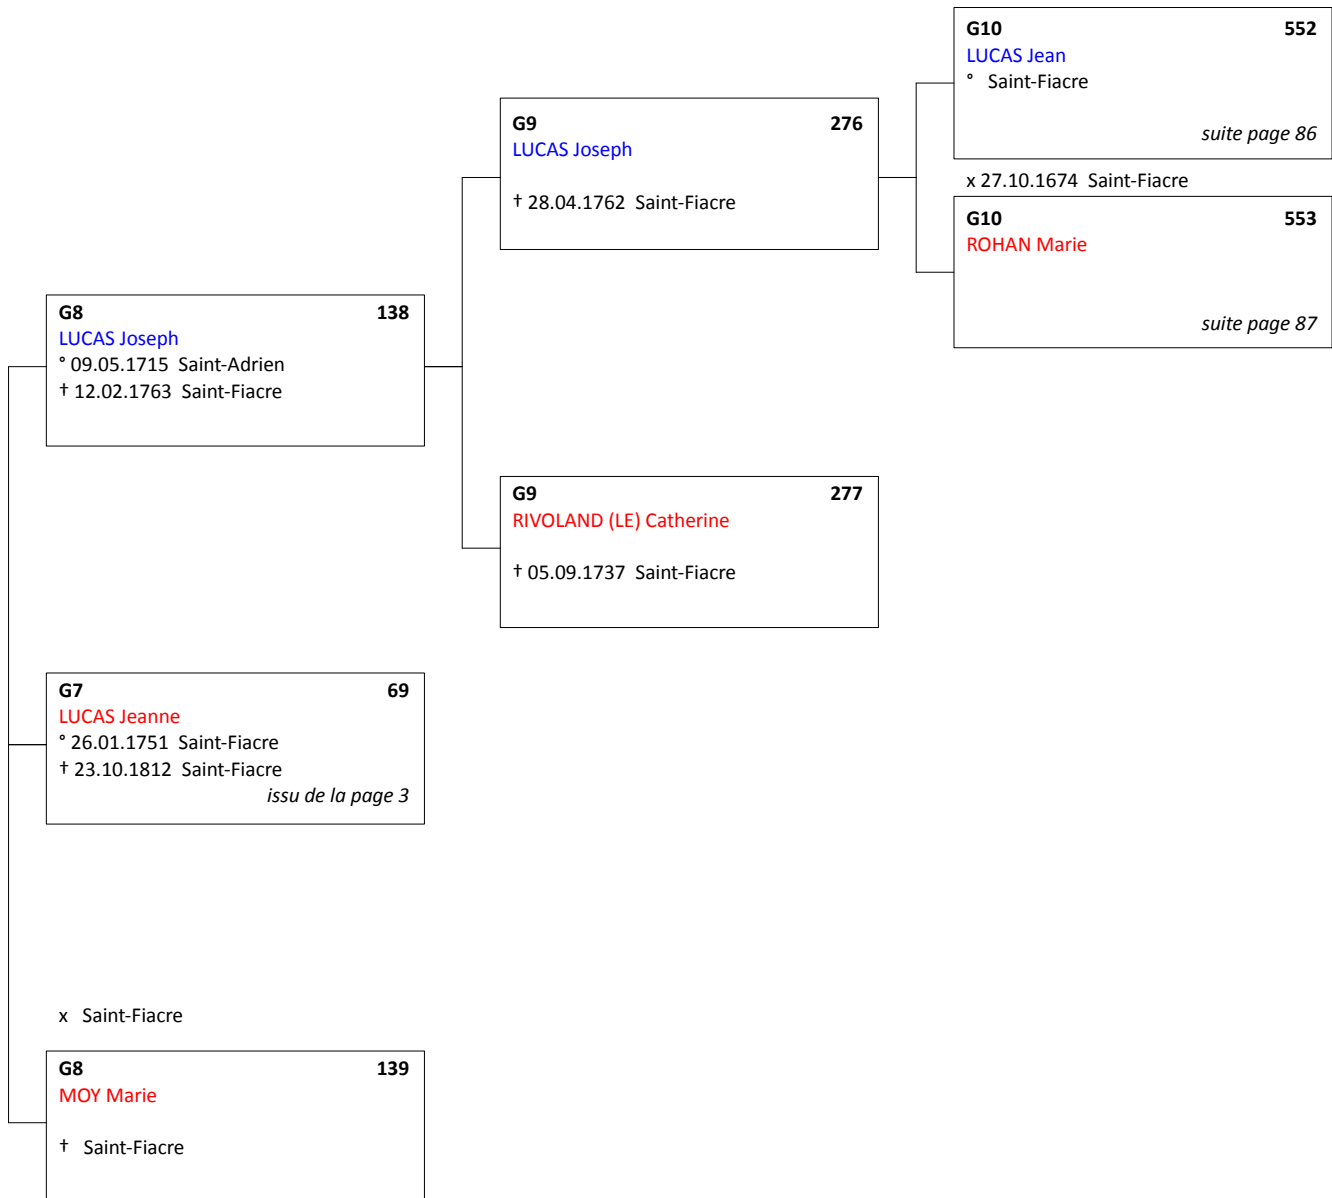 G10 552
LUCAS Jean
° Saint-Fiacre
suite page 86
x 27.10.1674 Saint-Fiacre
G10 553
ROHAN Marie
suite page 87
G9 276
LUCAS Joseph
† 28.04.1762 Saint-Fiacre
G8 138
LUCAS Joseph
° 09.05.1715 Saint-Adrien
† 12.02.1763 Saint-Fiacre
G9 277
RIVOLAND (LE) Catherine
† 05.09.1737 Saint-Fiacre
G7 69
LUCAS Jeanne
° 26.01.1751 Saint-Fiacre
† 23.10.1812 Saint-Fiacre
issu de la page 3
x Saint-Fiacre
G8 139
MOY Marie
† Saint-Fiacre